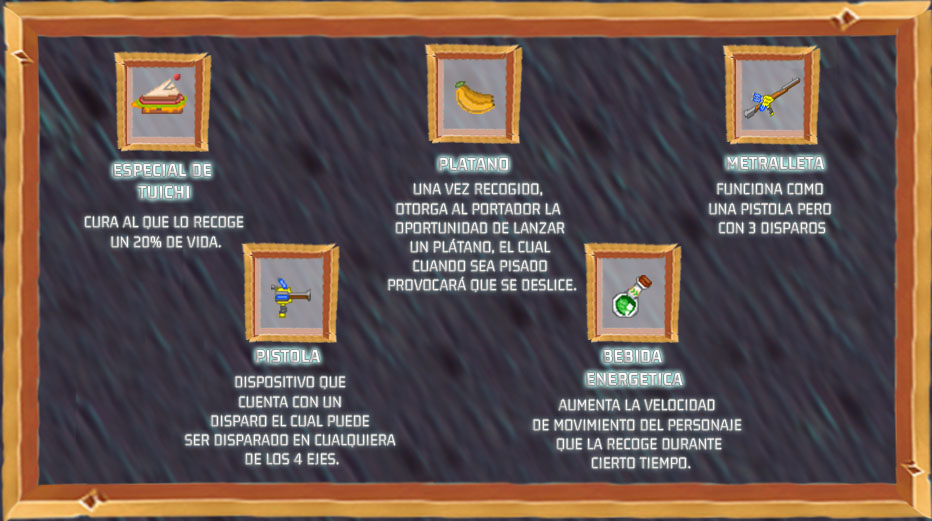 ESPECIAL DE
TUICHI
CURA AL QUE LO RECOGE
UN 20% DE VIDA.
PLATANO
UNA VEZ RECOGIDO,
OTORGA AL PORTADOR LA
OPORTUNIDAD DE LANZAR
UN PLÁTANO, EL CUAL
CUANDO SEA PISADO
PROVOCARÁ QUE SE DESLICE.
METRALLETA
FUNCIONA COMO
UNA PISTOLA PERO
CON 3 DISPAROS
PISTOLA
DISPOSITIVO QUE
CUENTA CON UN
DISPARO EL CUAL PUEDE
SER DISPARADO EN CUALQUIERA
DE LOS 4 EJES.
BEBIDA
ENERGETICA
AUMENTA LA VELOCIDAD
DE MOVIMIENTO DEL PERSONAJE
QUE LA RECOGE DURANTE
CIERTO TIEMPO.